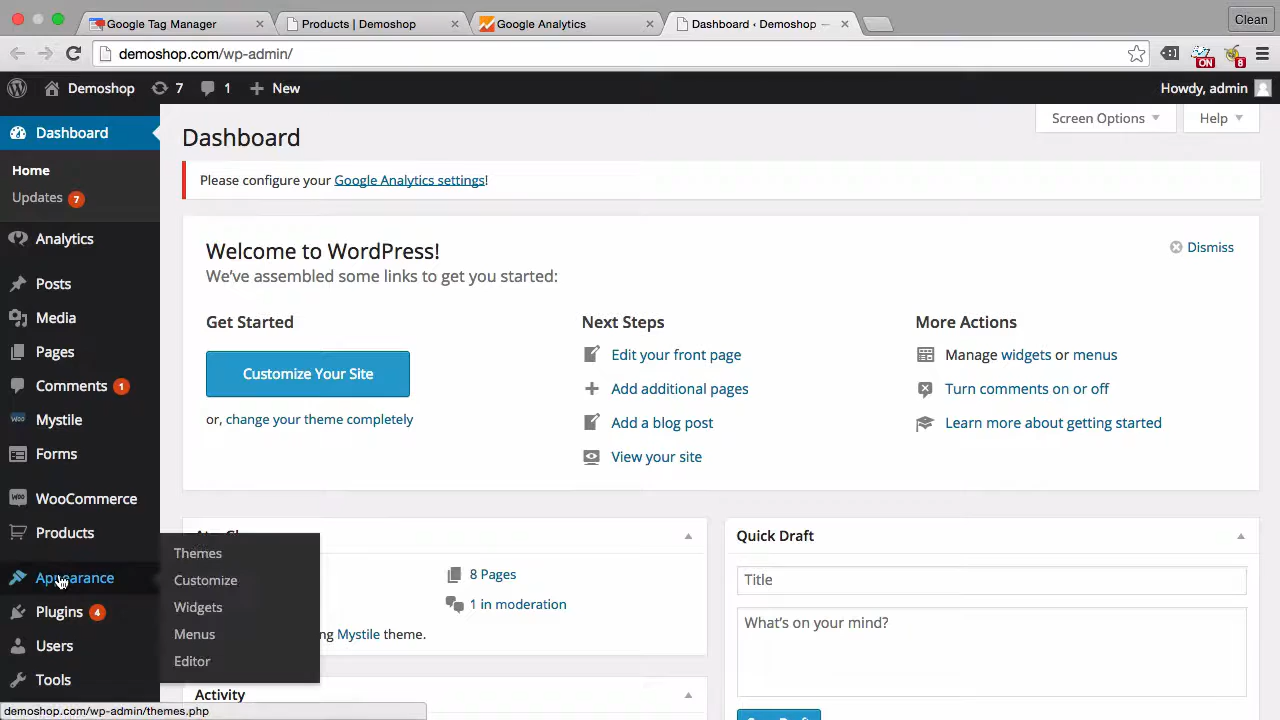 Google Tag Manager
Products | Demoshop
Google Analytics
Dashboard ‹ Demoshop —
Clean
demoshop.com/wp-admin/
ON
8
Demoshop
7
1
New
Howdy, admin
Dashboard
Home
Updates 7
Analytics
Posts
Media
Pages
Comments 1
Mystile
Forms
WooCommerce
Products
Appearance
Plugins 4
Users
Tools
Themes
Customize
Widgets
Menus
Editor
Dashboard
Screen Options
Help
Please configure your Google Analytics settings!
Welcome to WordPress!
We've assembled some links to get you started:
Dismiss
Get Started
Customize Your Site
or, change your theme completely
Next Steps
Edit your front page
Add additional pages
Add a blog post
View your site
More Actions
Manage widgets or menus
Turn comments on or off
Learn more about getting started
8 Pages
1 in moderation
Mystile theme.
Activity
Quick Draft
Title
What's on your mind?
demoshop.com/wp-admin/themes.php